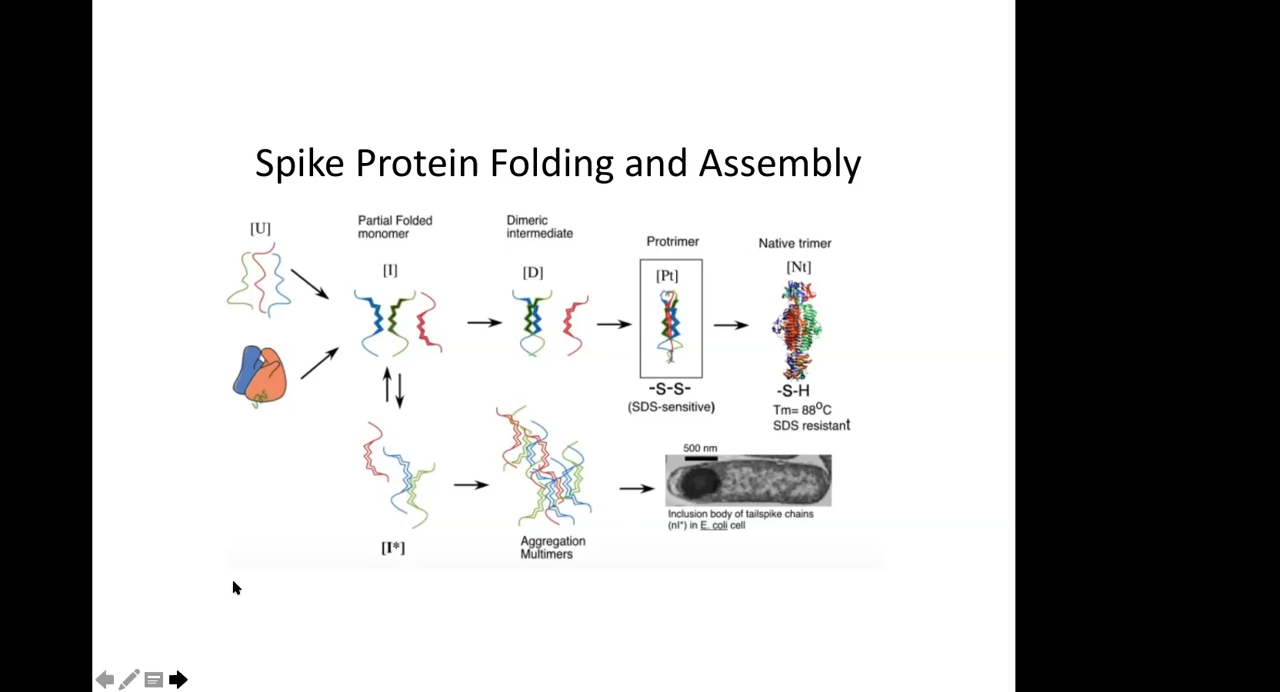 Spike Protein Folding and Assembly
[U]
Partial Folded
monomer
[I]
Dimeric
intermediate
[D]
Protrimer
[Pt]
Native trimer
[Nt]
-S-S-
(SDS-sensitive)
-S-H
Tm= 88⁰C
SDS resistant
[I*]
Aggregation
Multimers
500 nm
Inclusion body of tailspike chains
(nI*) in E. coli cell